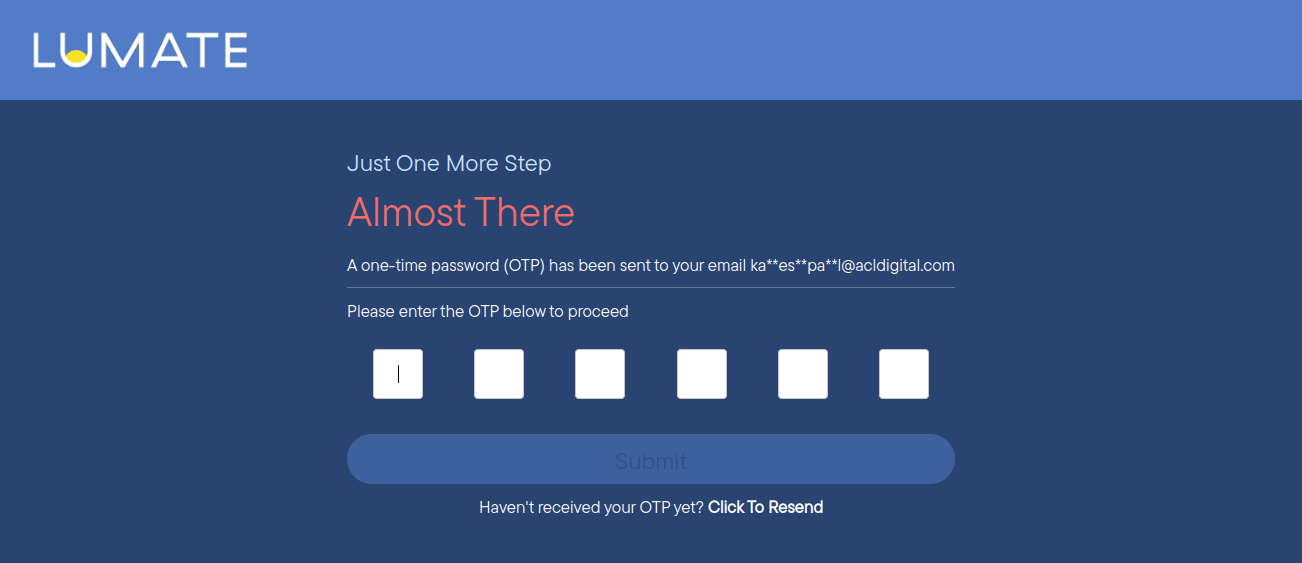 LUMATE
Just One More Step
Almost There
A one-time password (OTP) has been sent to your email ka**es**pa**l@acldigital.com
Please enter the OTP below to proceed
Submit
Haven't received your OTP yet? Click To Resend